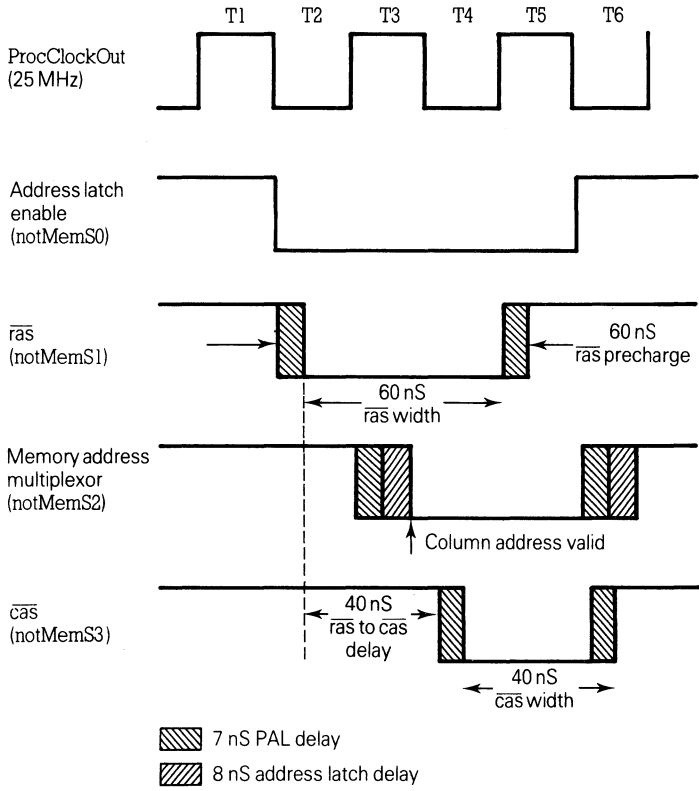 T1 T2 T3 T4 T5 T6
ProcClockOut
(25 MHz)
Address latch
enable
(notMemS0)
ras
(notMemS1)
60 nS
ras precharge
60 nS
ras width
Memory address
multiplexor
(notMemS2)
Column address valid
cas
(notMemS3)
40 nS
ras to cas
delay
40 nS
cas width
7 nS PAL delay
8 nS address latch delay